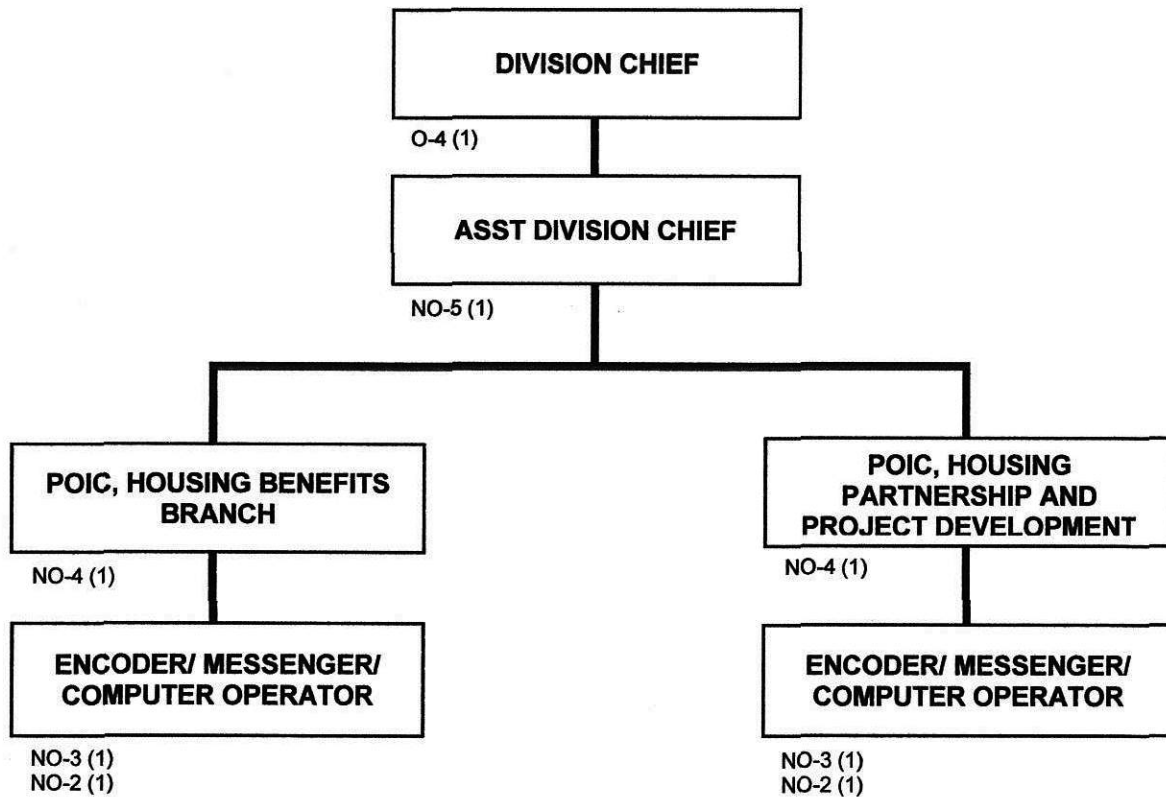 DIVISION CHIEF
O-4 (1)
ASST DIVISION CHIEF
NO-5 (1)
POIC, HOUSING BENEFITS
BRANCH
NO-4 (1)
ENCODER/ MESSENGER/
COMPUTER OPERATOR
NO-3 (1)
NO-2 (1)
POIC, HOUSING
PARTNERSHIP AND
PROJECT DEVELOPMENT
NO-4 (1)
ENCODER/ MESSENGER/
COMPUTER OPERATOR
NO-3 (1)
NO-2 (1)